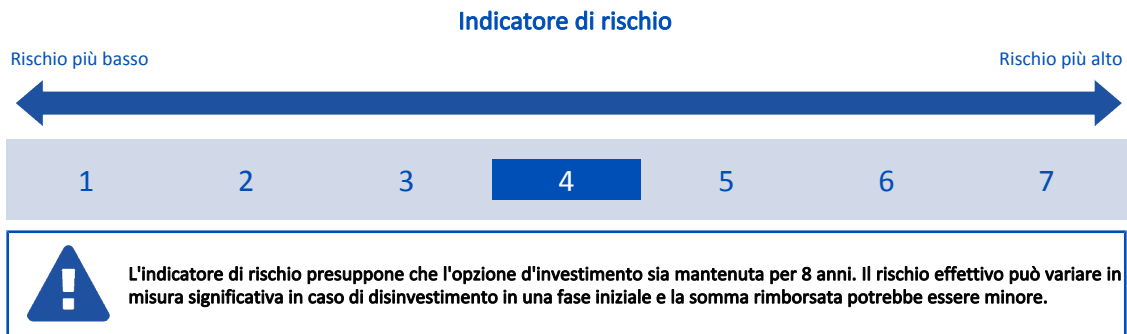 Indicatore di rischio
Rischio più basso
Rischio più alto
1 2 3 4 5 6 7
L'indicatore di rischio presuppone che l'opzione d'investimento sia mantenuta per 8 anni. Il rischio effettivo può variare in
misura significativa in caso di disinvestimento in una fase iniziale e la somma rimborsata potrebbe essere minore.